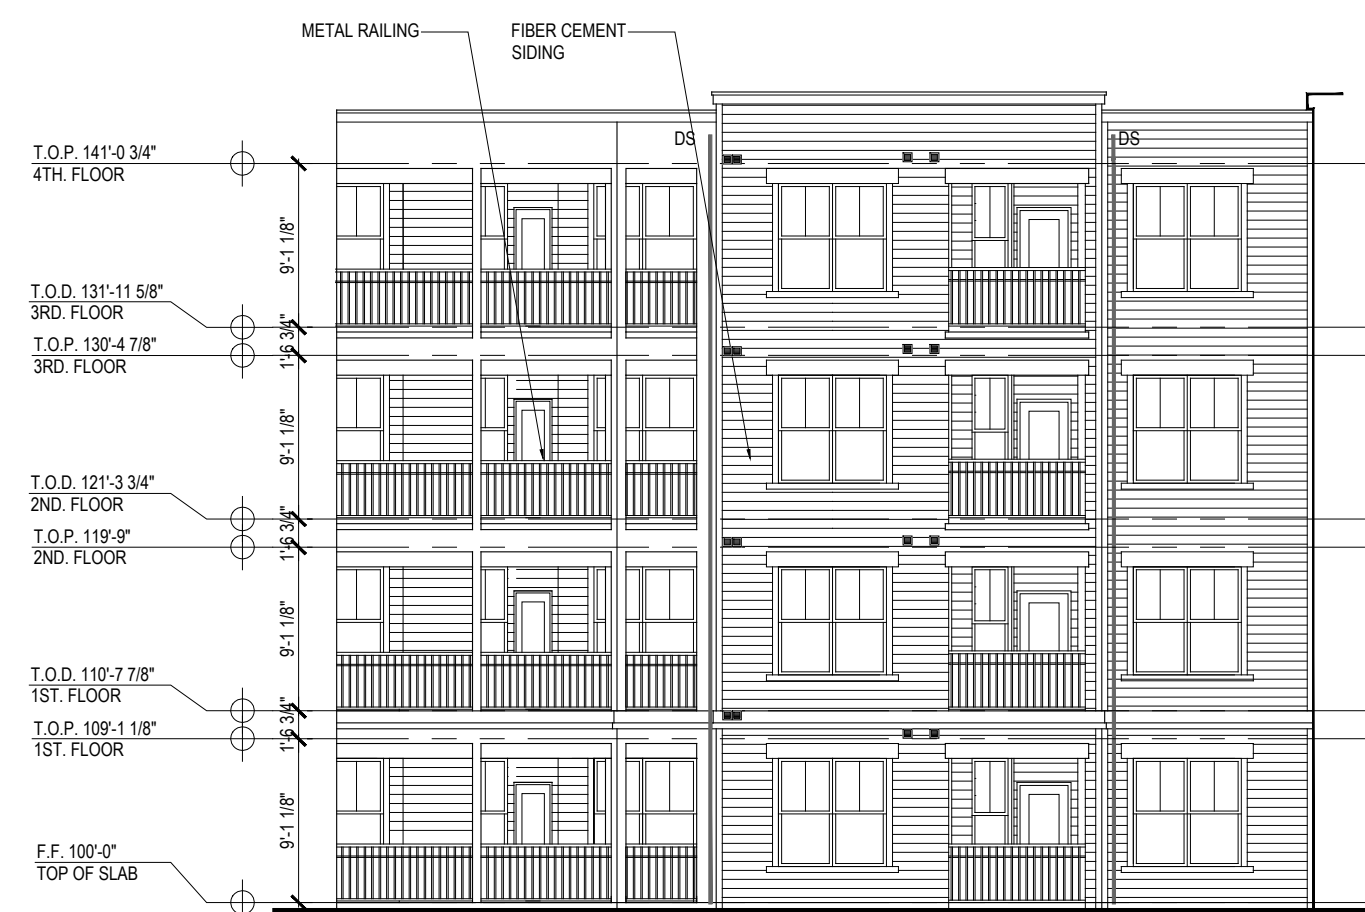 METAL RAILING
FIBER CEMENT
SIDING
DS
DS
T.O.P. 141'-0 3/4"
4TH. FLOOR
9'-1 1/8"
T.O.D. 131'-11 5/8"
3RD. FLOOR
1'-6 3/4"
T.O.P. 130'-4 7/8"
3RD. FLOOR
9'-1 1/8"
T.O.D. 121'-3 3/4"
2ND. FLOOR
1'-6 3/4"
T.O.P. 119'-9"
2ND. FLOOR
9'-1 1/8"
T.O.D. 110'-7 7/8"
1ST. FLOOR
1'-6 3/4"
T.O.P. 109'-1 1/8"
1ST. FLOOR
9'-1 1/8"
F.F. 100'-0"
TOP OF SLAB